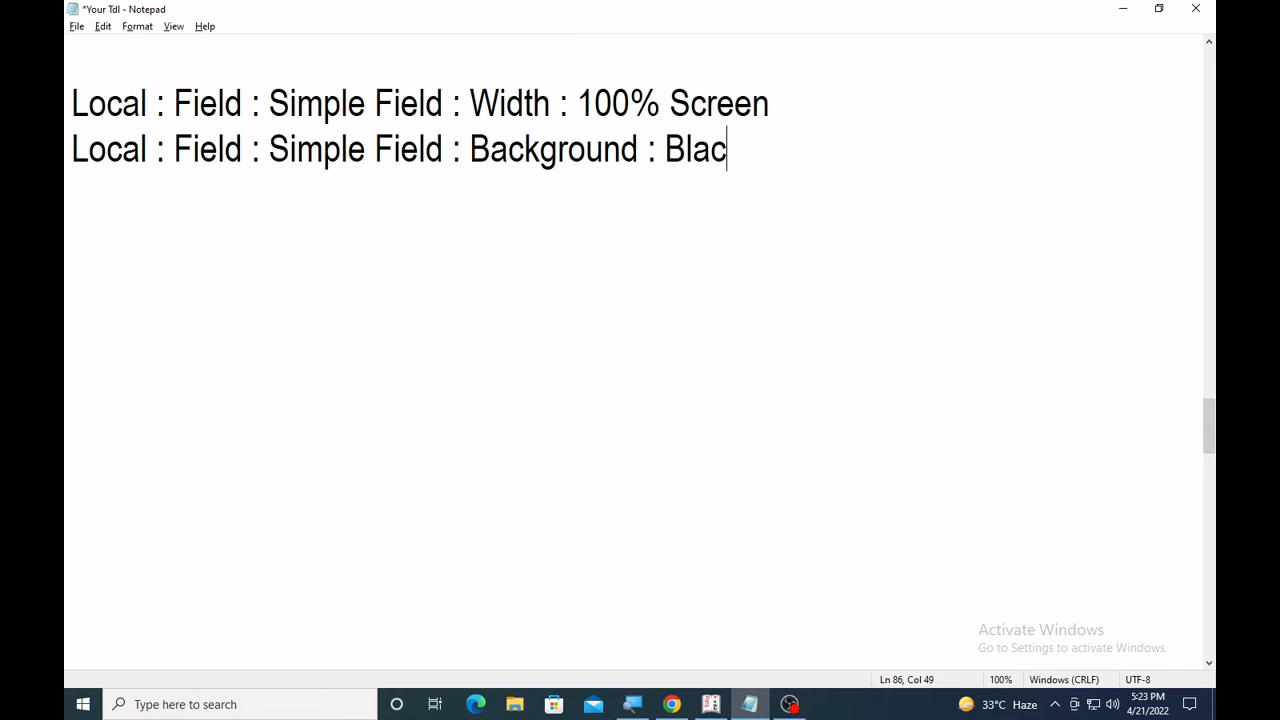 *Your Tdl - Notepad
File Edit Format View Help
Local : Field : Simple Field : Width : 100% Screen
Local : Field : Simple Field : Background : Blac
Activate Windows
Go to Settings to activate Windows.
Ln 86, Col 49 100% Windows (CRLF) UTF-8
Type here to search
33°C Haze
5:23 PM
4/21/2022